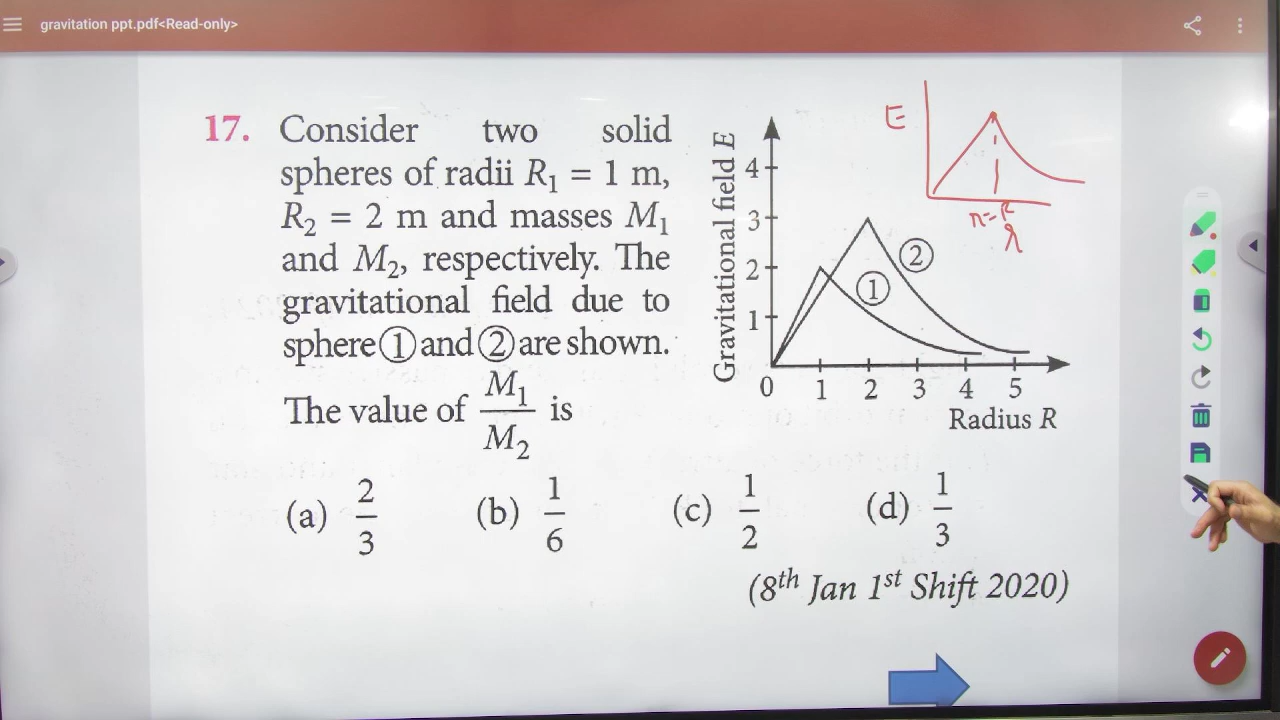 gravitation ppt.pdf<Read-only>
17. Consider two solid
spheres of radii R₁ = 1 m,
R₂ = 2 m and masses M₁
and M₂, respectively. The
gravitational field due to
sphere ① and ② are shown.
The value of M₁/M₂ is
Gravitational field E
4
3
2
1
0 1 2 3 4 5
Radius R
①
②
E
r=R
r
(a) 2/3 (b) 1/6 (c) 1/2 (d) 1/3
(8th Jan 1st Shift 2020)